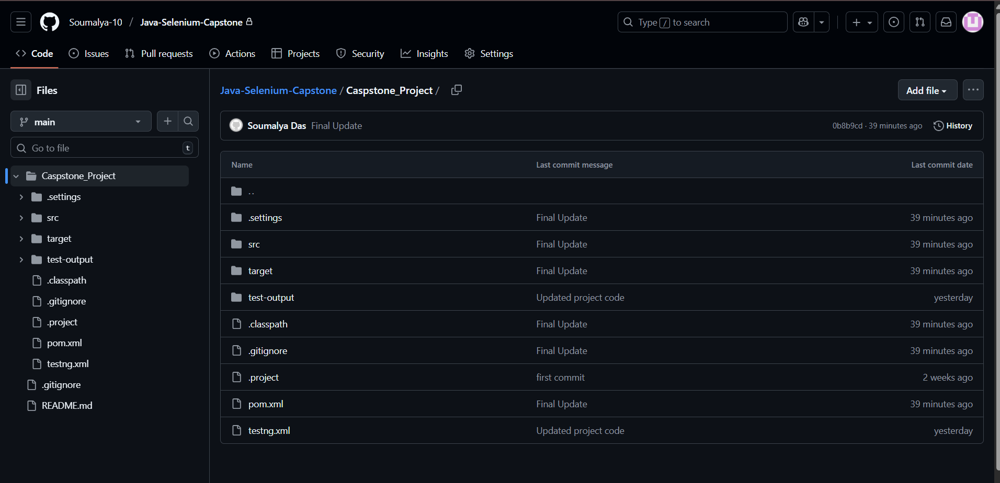 Soumalya-10 / Java-Selenium-Capstone
Type / to search
Code Issues Pull requests Actions Projects Security Insights Settings
Files
main
Go to file t
Caspstone_Project
.settings
src
target
test-output
.classpath
.gitignore
.project
pom.xml
testng.xml
.gitignore
README.md
Java-Selenium-Capstone / Caspstone_Project /
Add file
Soumalya Das Final Update 0b8b9cd · 39 minutes ago History
Name Last commit message Last commit date
..
.settings Final Update 39 minutes ago
src Final Update 39 minutes ago
target Final Update 39 minutes ago
test-output Updated project code yesterday
.classpath Final Update 39 minutes ago
.gitignore Final Update 39 minutes ago
.project first commit 2 weeks ago
pom.xml Final Update 39 minutes ago
testng.xml Updated project code yesterday